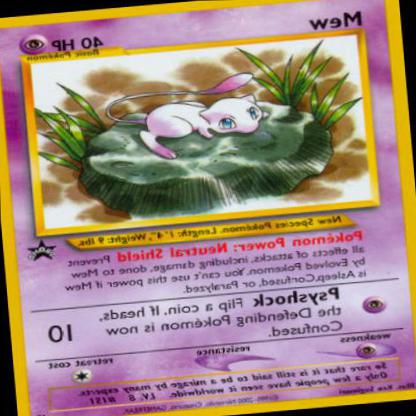 Mew
40 HP
Basic Pokémon
New Species Pokémon. Length: 1' 4", Weight: 9 lbs.
Pokémon Power: Neutral Shield Prevent
effects of attacks, including damage, done to Mew
by Evolved Pokémon. You can't use this power if Mew
is Asleep, Confused, or Paralyzed.
Psyshock Flip a coin. If heads,
the Defending Pokémon is now
Confused.
10
weakness
resistance
retreat cost
So rare that it is still said to be a mirage by many experts.
Only a few people have seen it worldwide. LV. 8 #151